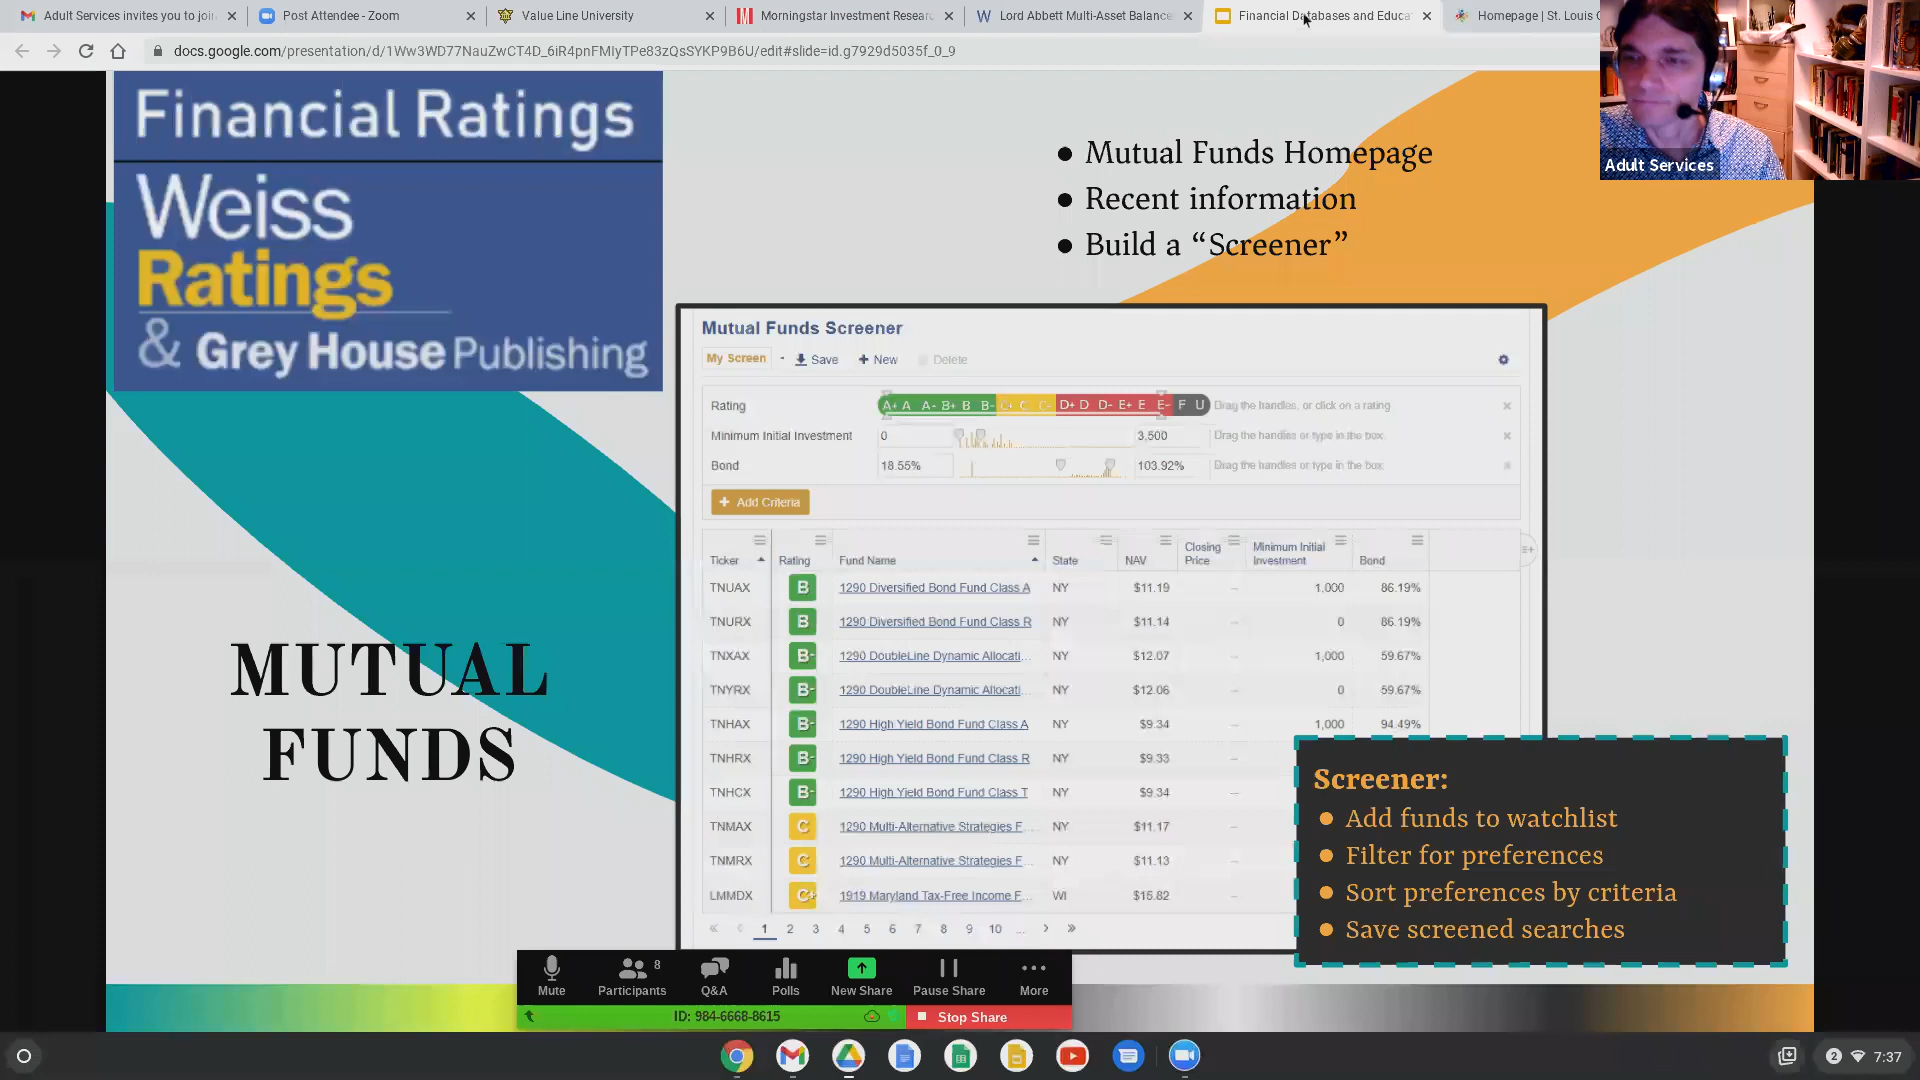 Adult Services invites you to join
Post Attendee - Zoom
Value Line University
Morningstar Investment Resear
Lord Abbett Multi-Asset Balance
Financial Databases and Educa
Homepage | St. Louis C
docs.google.com/presentation/d/1Ww3WD77NauZwCT4D_6iR4pnFMIyTPe83zQsSYKP9B6U/edit#slide=id.g7929d5035f_0_9
Adult Services
Financial Ratings
Weiss
Ratings
& Grey House Publishing
● Mutual Funds Homepage
● Recent information
● Build a “Screener”
MUTUAL
FUNDS
Mutual Funds Screener
My Screen - Save + New Delete
Rating A+ A A- B+ B B- C+ C C- D+ D D- E+ E E- F U Drag the handles, or click on a rating
Minimum Initial Investment 0 3,500 Drag the handles or type in the box
Bond 18.55% 103.92% Drag the handles or type in the box
+ Add Criteria
Ticker Rating Fund Name State NAV Closing Price Minimum Initial Investment Bond
TNUAX B 1290 Diversified Bond Fund Class A NY $11.19 – 1,000 86.19%
TNURX B 1290 Diversified Bond Fund Class R NY $11.14 – 0 86.19%
TNXAX B- 1290 DoubleLine Dynamic Allocati... NY $12.07 – 1,000 59.67%
TNYRX B- 1290 DoubleLine Dynamic Allocati... NY $12.06 – 0 59.67%
TNHAX B- 1290 High Yield Bond Fund Class A NY $9.34 – 1,000 94.49%
TNHRX B- 1290 High Yield Bond Fund Class R NY $9.33 –
TNHCX B- 1290 High Yield Bond Fund Class T NY $9.34 –
TNMAX C 1290 Multi-Alternative Strategies F... NY $11.17 –
TNMRX C 1290 Multi-Alternative Strategies F... NY $11.13 –
LMMDX C+ 1919 Maryland Tax-Free Income F... WI $15.82 –
« ‹ 1 2 3 4 5 6 7 8 9 10 ... › »
Screener:
● Add funds to watchlist
● Filter for preferences
● Sort preferences by criteria
● Save screened searches
8
Mute Participants Q&A Polls New Share Pause Share More
ID: 984-6668-8615 Stop Share
2 7:37